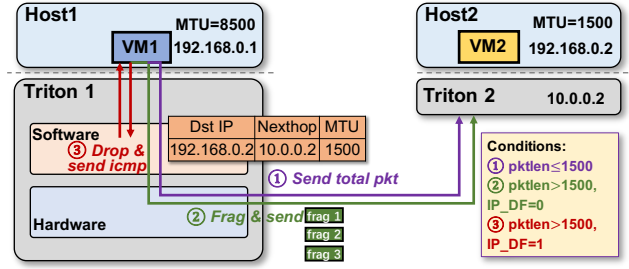 Host1
MTU=8500
VM1
192.168.0.1
Host2
MTU=1500
VM2
192.168.0.2
Triton 1
Triton 2
10.0.0.2
Software
③ Drop &
send icmp
Dst IP Nexthop MTU
192.168.0.2 10.0.0.2 1500
① Send total pkt
② Frag & send
frag 1
frag 2
frag 3
Hardware
Conditions:
① pktlen≤1500
② pktlen>1500,
IP_DF=0
③ pktlen>1500,
IP_DF=1